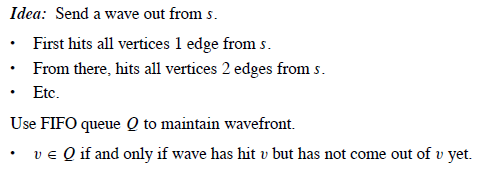 Idea: Send a wave out from s.
• First hits all vertices 1 edge from s.
• From there, hits all vertices 2 edges from s.
• Etc.
Use FIFO queue Q to maintain wavefront.
• v ∈ Q if and only if wave has hit v but has not come out of v yet.